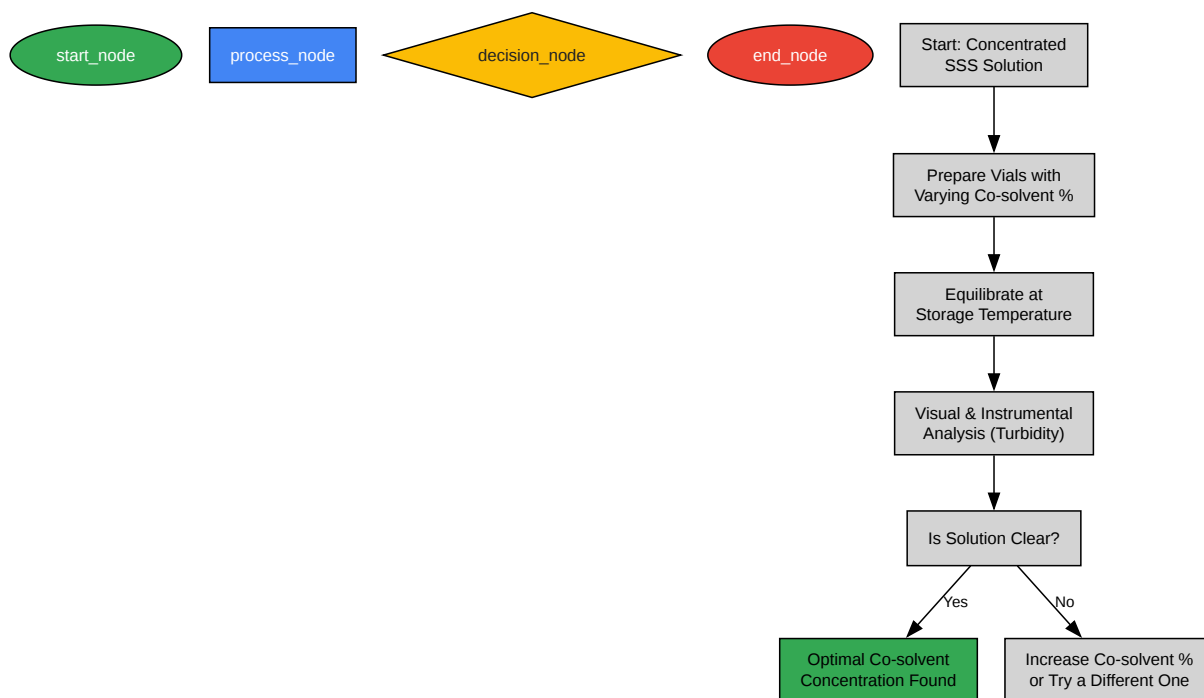 start_node
process_node
decision_node
end_node
Start: Concentrated
SSS Solution
Prepare Vials with
Varying Co-solvent %
Equilibrate at
Storage Temperature
Visual & Instrumental
Analysis (Turbidity)
Is Solution Clear?
Yes
No
Optimal Co-solvent
Concentration Found
Increase Co-solvent %
or Try a Different One